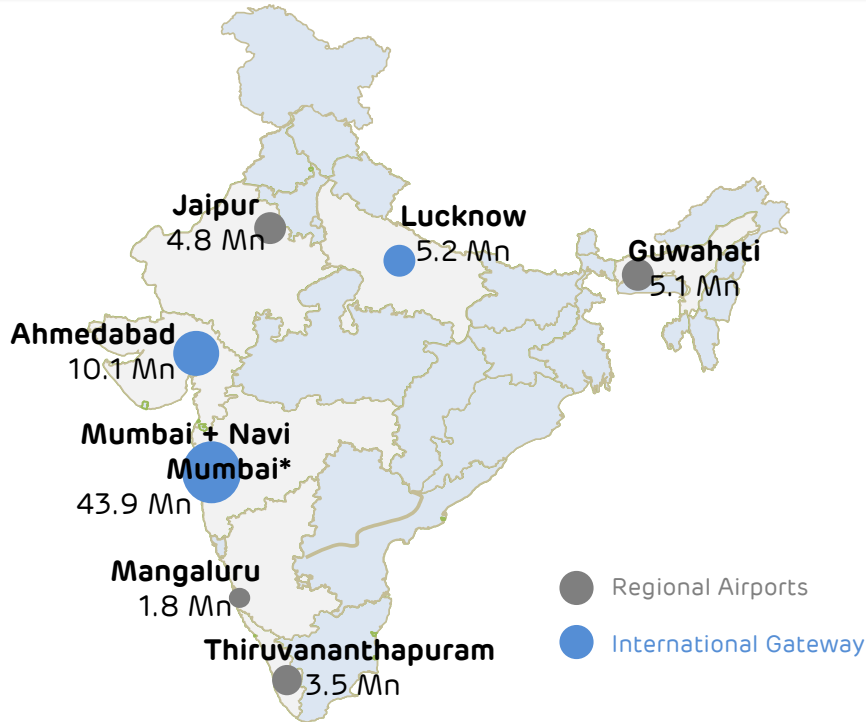 Jaipur
4.8 Mn
Lucknow
5.2 Mn
Guwahati
5.1 Mn
Ahmedabad
10.1 Mn
Mumbai + Navi
Mumbai*
43.9 Mn
Mangaluru
1.8 Mn
Thiruvananthapuram
3.5 Mn
Regional Airports
International Gateway